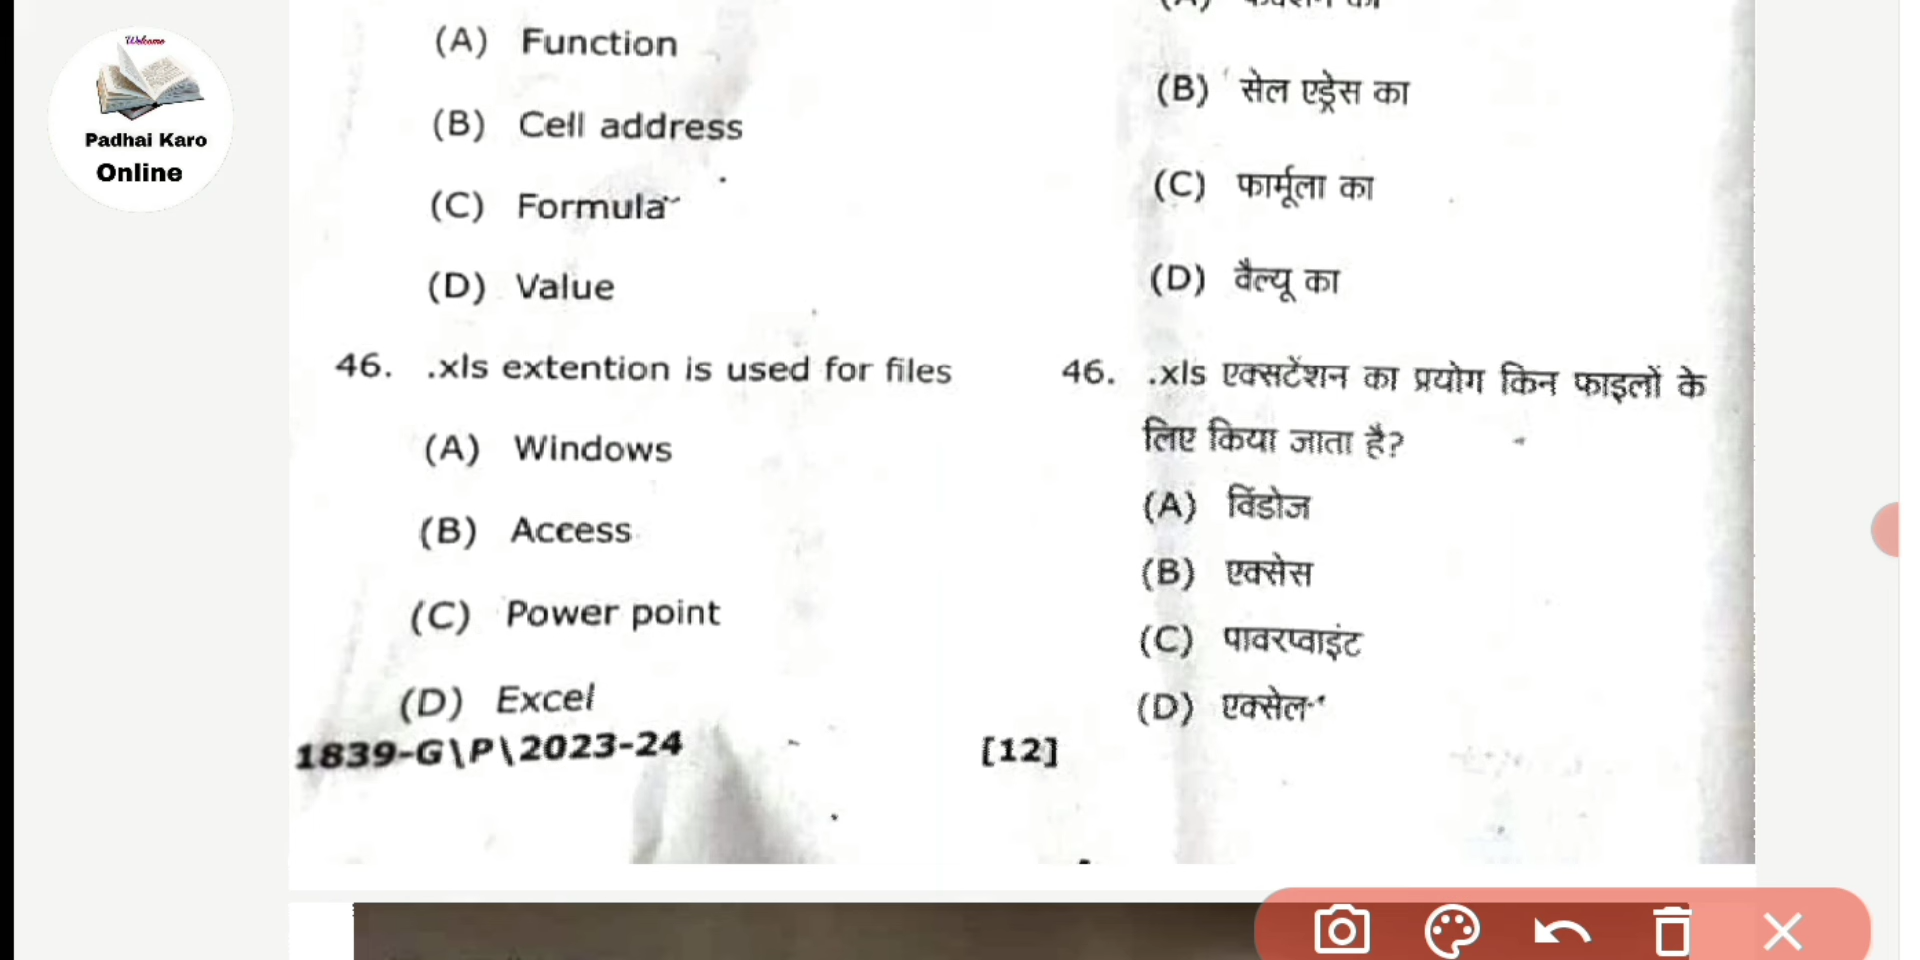 Welcome
Padhai Karo
Online
(A) Function
(B) Cell address
(C) Formula
(D) Value
46. .xls extention is used for files
(A) Windows
(B) Access
(C) Power point
(D) Excel
1839-G\P\2023-24
[12]
(B) सेल एड्रेस का
(C) फार्मूला का
(D) वैल्यू का
46. .xls एक्सटेंशन का प्रयोग किन फाइलों के
लिए किया जाता है?
(A) विंडोज
(B) एक्सेस
(C) पावरप्वाइंट
(D) एक्सेल